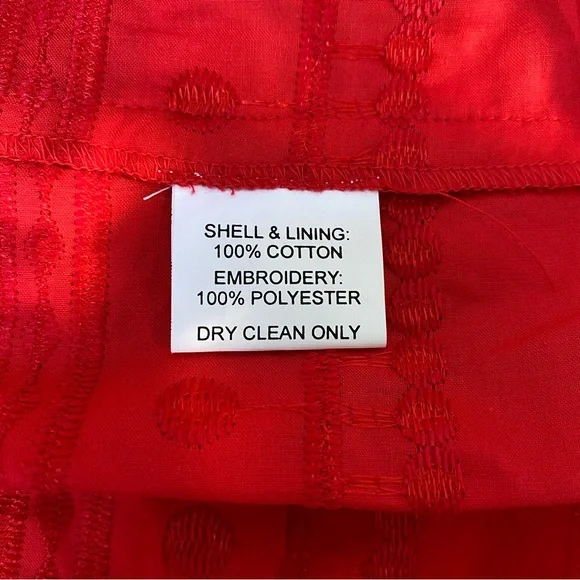 SHELL & LINING:
100% COTTON
EMBROIDERY:
100% POLYESTER
DRY CLEAN ONLY